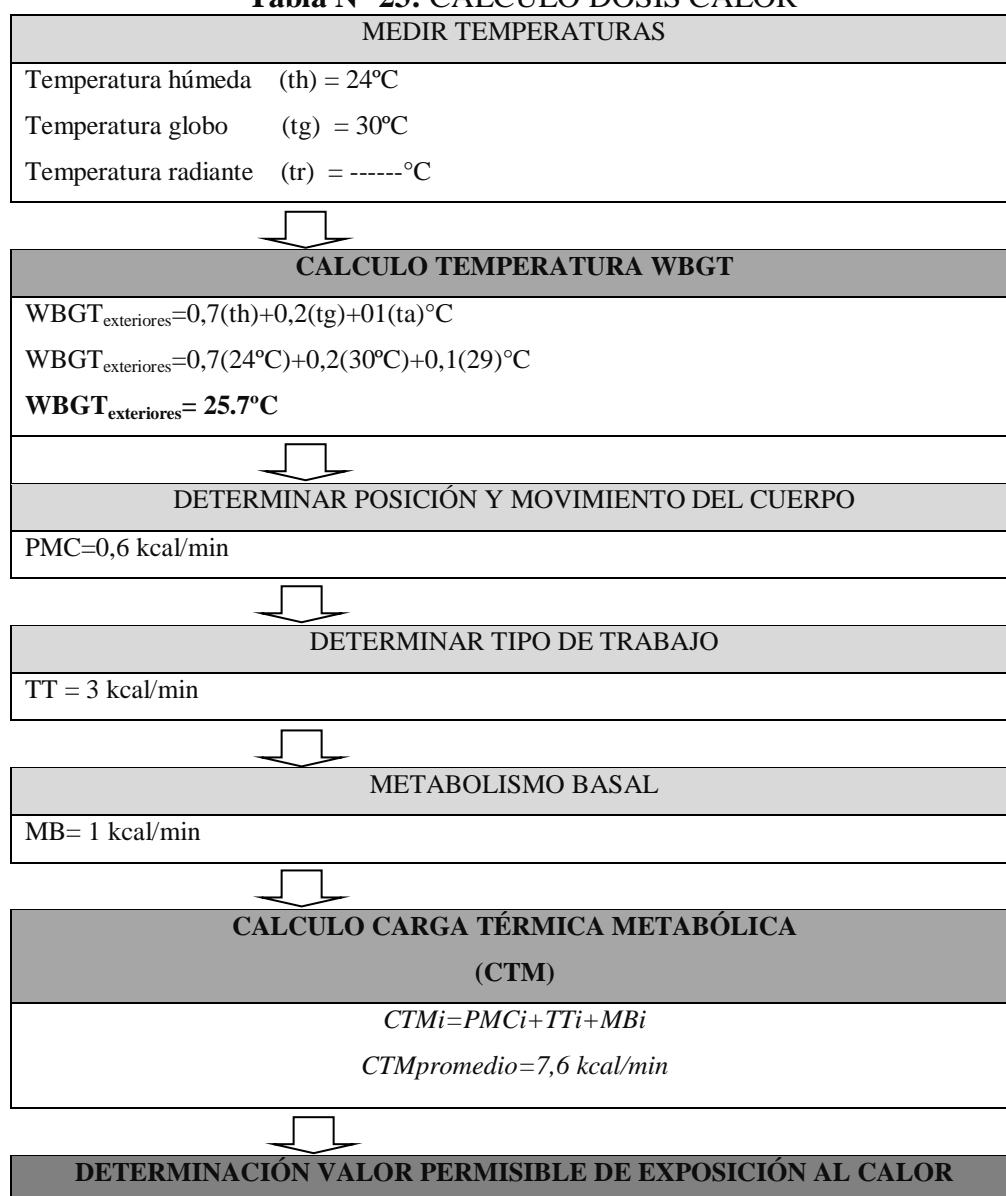 Tabla N° 23: CALCULO DOSIS CALOR
MEDIR TEMPERATURAS
Temperatura húmeda (th) = 24ºC
Temperatura globo (tg) = 30ºC
Temperatura radiante (tr) = ------°C
CALCULO TEMPERATURA WBGT
WBGTexteriores=0,7(th)+0,2(tg)+01(ta)°C
WBGTexteriores=0,7(24ºC)+0,2(30ºC)+0,1(29)°C
WBGTexteriores= 25.7ºC
DETERMINAR POSICIÓN Y MOVIMIENTO DEL CUERPO
PMC=0,6 kcal/min
DETERMINAR TIPO DE TRABAJO
TT = 3 kcal/min
METABOLISMO BASAL
MB= 1 kcal/min
CALCULO CARGA TÉRMICA METABÓLICA
(CTM)
CTMi=PMCi+TTi+MBi
CTMpromedio=7,6 kcal/min
DETERMINACIÓN VALOR PERMISIBLE DE EXPOSICIÓN AL CALOR